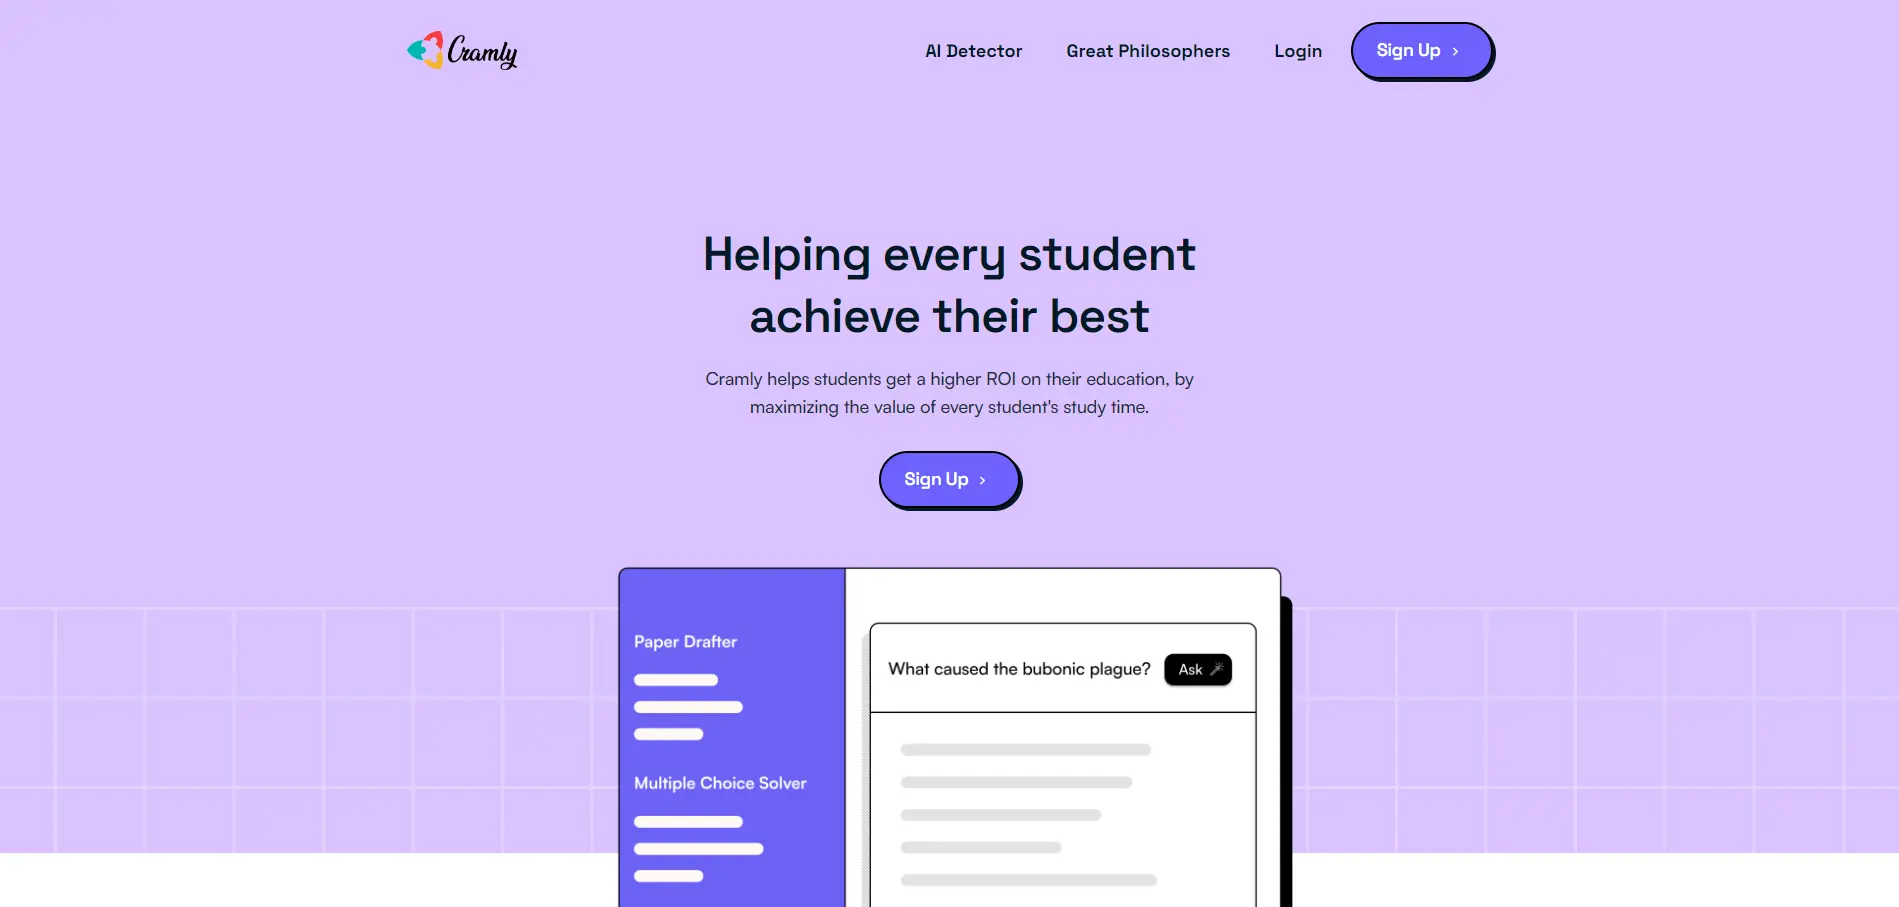 Cramly
AI Detector
Great Philosophers
Login
Sign Up
Helping every student
achieve their best
Cramly helps students get a higher ROI on their education, by
maximizing the value of every student's study time.
Sign Up
Paper Drafter
Multiple Choice Solver
What caused the bubonic plague?
Ask